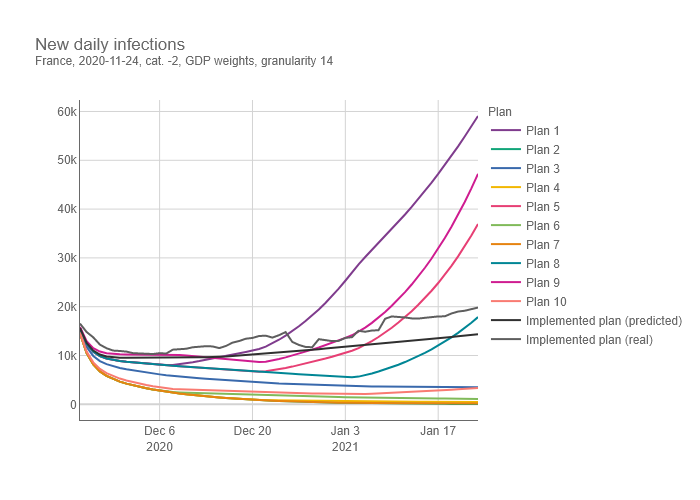 New daily infections
France, 2020-11-24, cat. -2, GDP weights, granularity 14
60k
50k
40k
30k
20k
10k
0
Dec 6
2020
Dec 20
Jan 3
2021
Jan 17
Plan
Plan 1
Plan 2
Plan 3
Plan 4
Plan 5
Plan 6
Plan 7
Plan 8
Plan 9
Plan 10
Implemented plan (predicted)
Implemented plan (real)